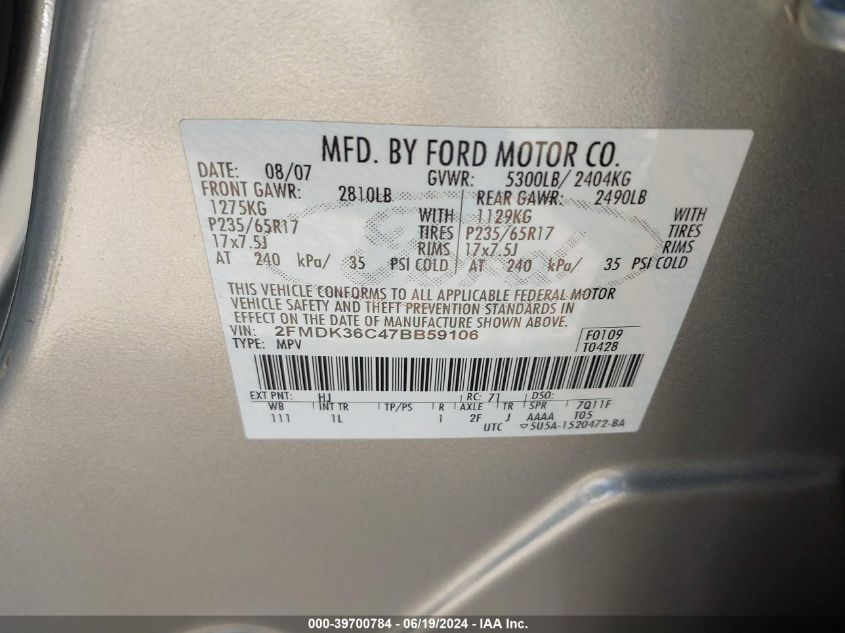 MFD. BY FORD MOTOR CO.
DATE: 08/07 GVWR: 5300LB/ 2404KG
FRONT GAWR: 2810LB REAR GAWR: 2490LB
1275KG WITH 1129KG WITH
P235/65R17 TIRES P235/65R17 TIRES
17x7.5J RIMS 17x7.5J RIMS
AT 240 kPa/ 35 PSI COLD AT 240 kPa/ 35 PSI COLD
THIS VEHICLE CONFORMS TO ALL APPLICABLE FEDERAL MOTOR
VEHICLE SAFETY AND THEFT PREVENTION STANDARDS IN
EFFECT ON THE DATE OF MANUFACTURE SHOWN ABOVE.
VIN: 2FMDK36C47BB59106 F0109
TYPE: MPV T0428
EXT PNT: HJ RC: 71 DSO:
WB INT TR TP/PS R AXLE TR SPR 7Q11F
111 1L 1 2F J AAAA T05
UTC ▽5U5A-1520472-BA
Ford
000-39700784 - 06/19/2024 - IAA Inc.